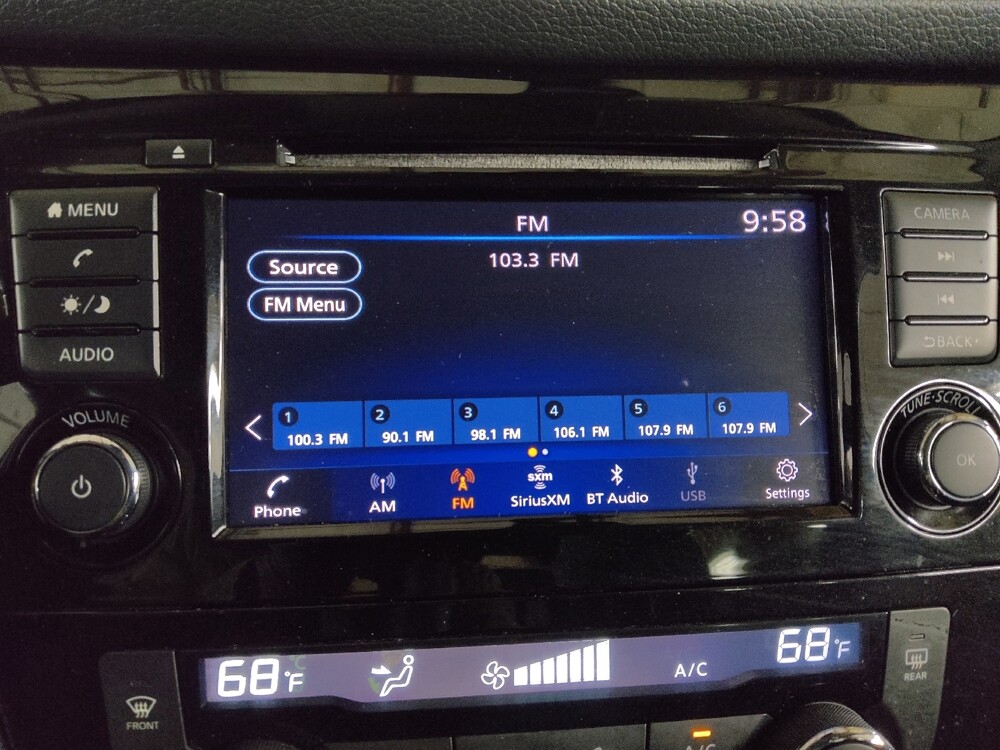 MENU
AUDIO
VOLUME
FM
9:58
Source
103.3 FM
FM Menu
1
100.3 FM
2
90.1 FM
3
98.1 FM
4
106.1 FM
5
107.9 FM
6
107.9 FM
Phone
AM
FM
sxm
SiriusXM
BT Audio
USB
Settings
CAMERA
BACK
TUNE·SCROLL
OK
FRONT
68°F
A/C
68°F
REAR
A/C